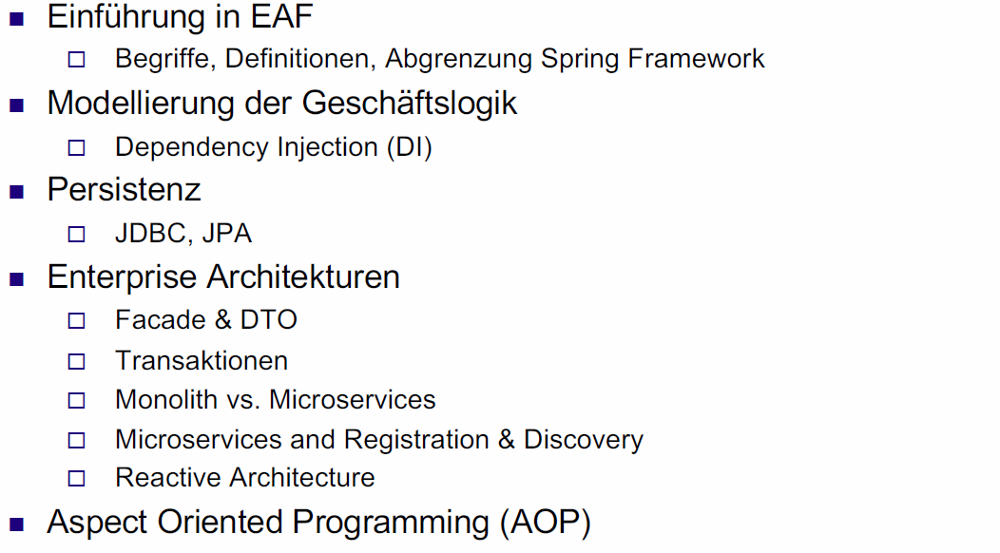 Einführung in EAF
Begriffe, Definitionen, Abgrenzung Spring Framework
Modellierung der Geschäftslogik
Dependency Injection (DI)
Persistenz
JDBC, JPA
Enterprise Architekturen
Facade & DTO
Transaktionen
Monolith vs. Microservices
Microservices and Registration & Discovery
Reactive Architecture
Aspect Oriented Programming (AOP)